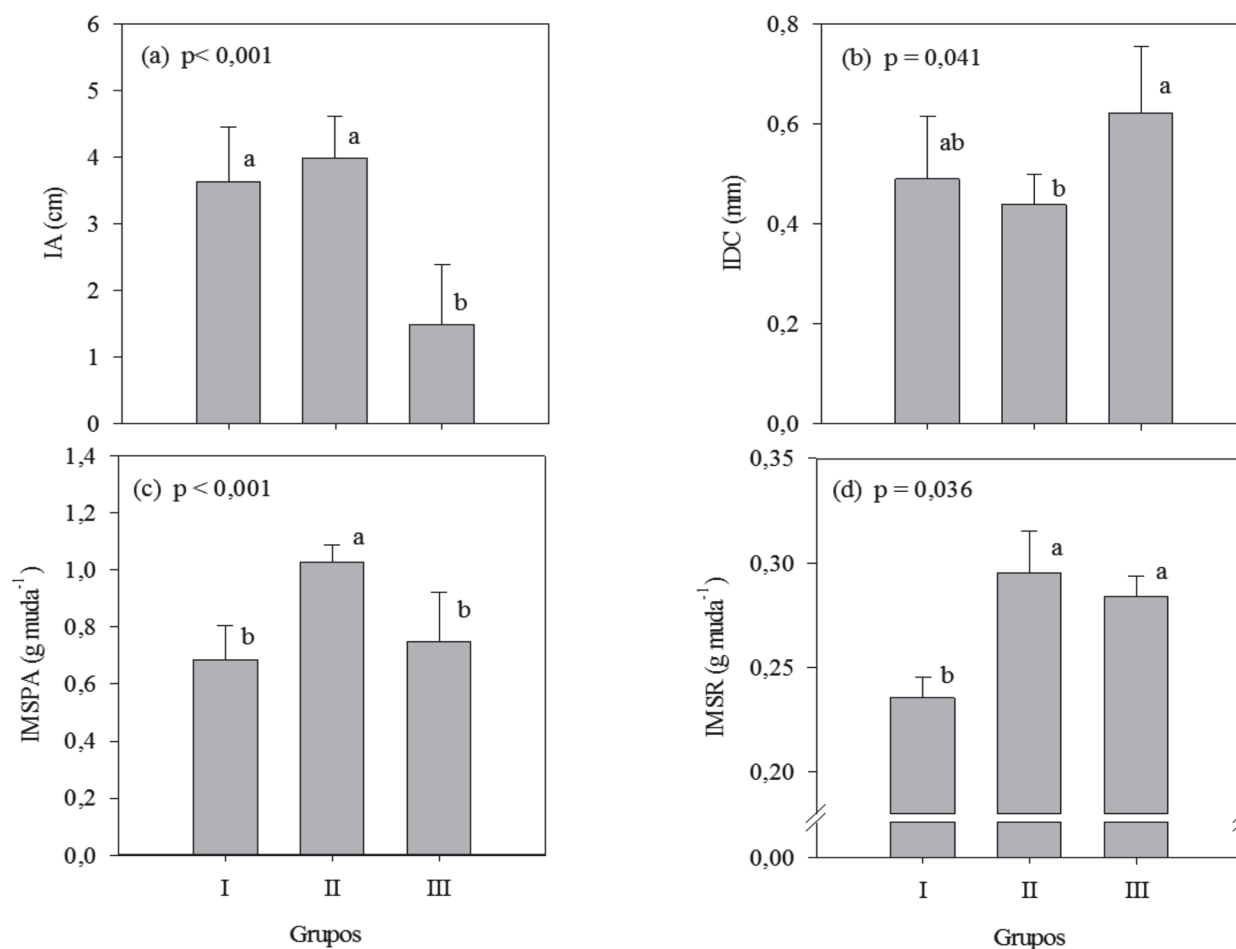 (a) p< 0,001
IA (cm)
6
5
4
3
2
1
0
a
a
b
(b) p = 0,041
IDC (mm)
0,8
0,6
0,4
0,2
0,0
ab
b
a
(c) p < 0,001
IMSPA (g muda⁻¹)
1,4
1,2
1,0
0,8
0,6
0,4
0,2
0,0
b
a
b
I II III
Grupos
(d) p = 0,036
IMSR (g muda⁻¹)
0,35
0,30
0,25
0,20
0,00
b
a
a
I II III
Grupos